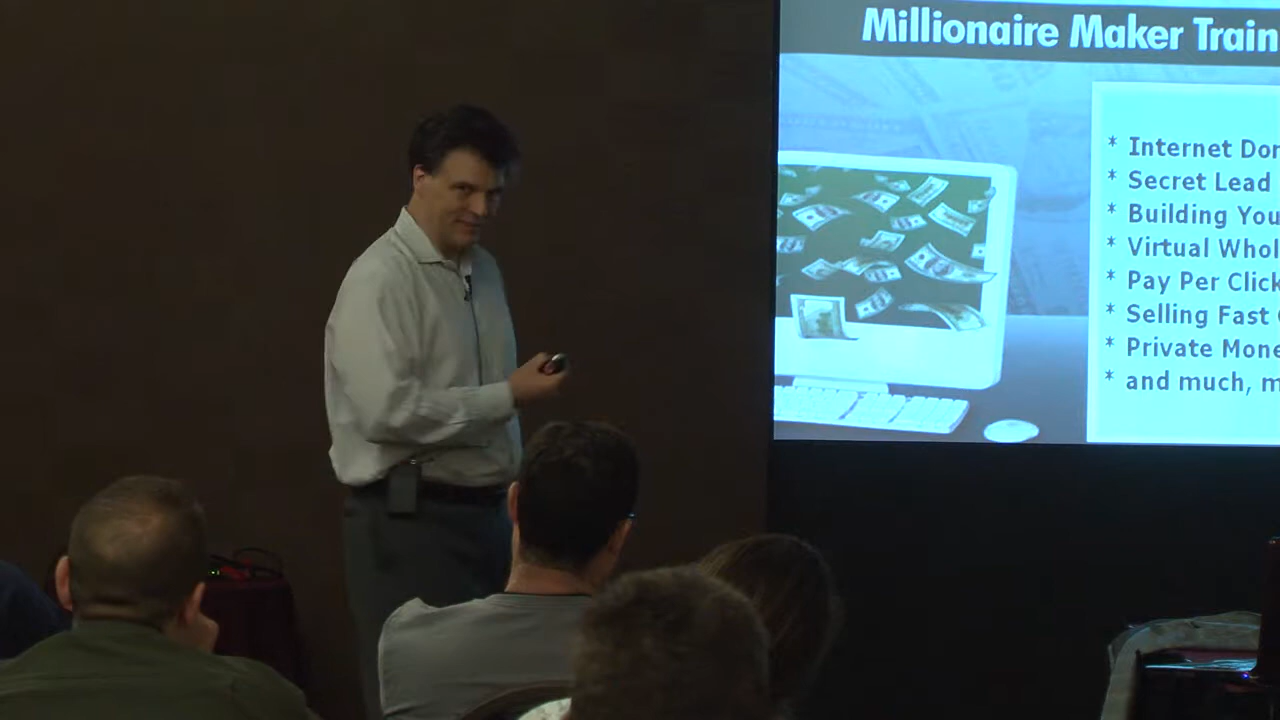 Millionaire Maker Train
* Internet Dor
* Secret Lead
* Building You
* Virtual Whol
* Pay Per Click
* Selling Fast
* Private Mone
* and much, m